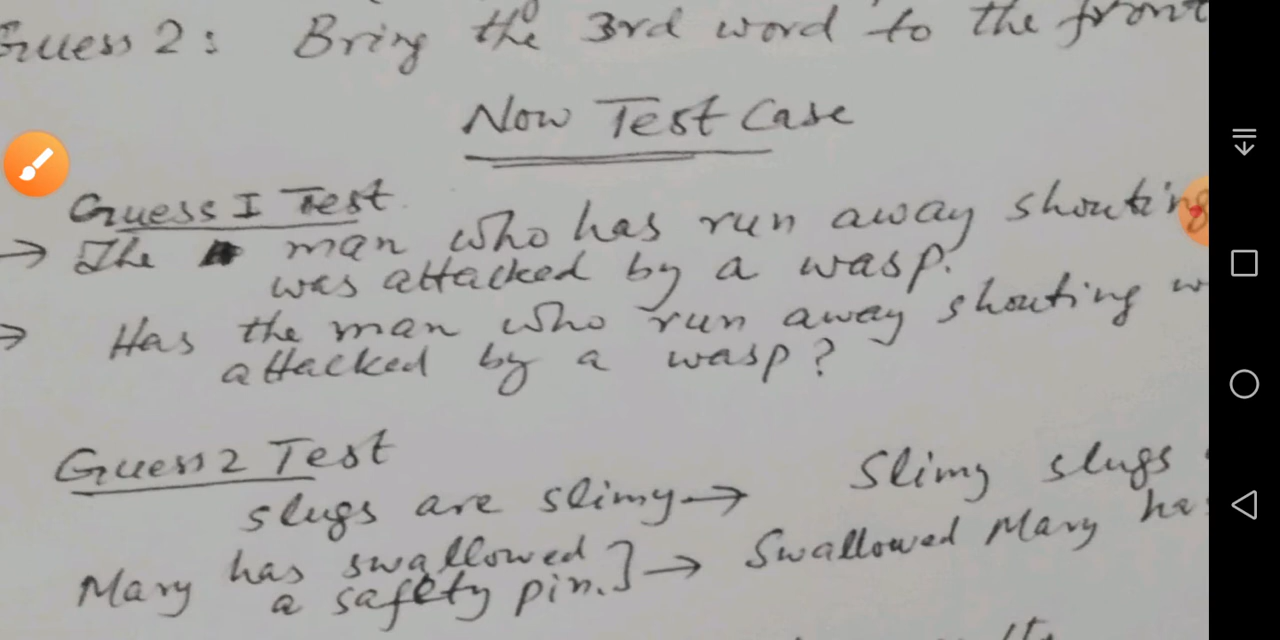 Guess 2: Bring the 3rd word to the front
Now Test Case
Guess I Test
→ The man who has run away shouting
was attacked by a wasp.
→ Has the man who run away shouting w
attacked by a wasp?
Guess 2 Test
slugs are slimy → Slimy slugs
Mary has swallowed ] → Swallowed Mary has
a safety pin.